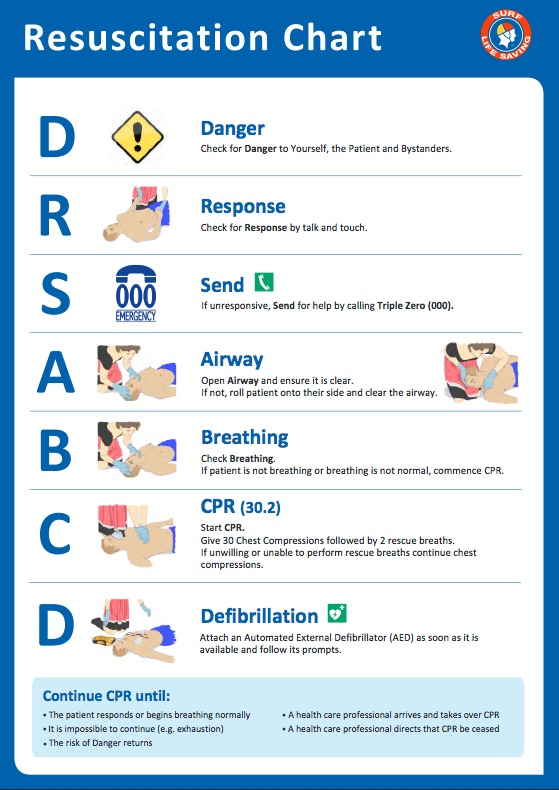 Resuscitation Chart
SURF
LIFE SAVING
D
Danger
Check for Danger to Yourself, the Patient and Bystanders.
R
Response
Check for Response by talk and touch.
S
000
EMERGENCY
Send
If unresponsive, Send for help by calling Triple Zero (000).
A
Airway
Open Airway and ensure it is clear.
If not, roll patient onto their side and clear the airway.
B
Breathing
Check Breathing.
If patient is not breathing or breathing is not normal, commence CPR.
C
CPR (30.2)
Start CPR.
Give 30 Chest Compressions followed by 2 rescue breaths.
If unwilling or unable to perform rescue breaths continue chest
compressions.
D
Defibrillation
Attach an Automated External Defibrillator (AED) as soon as it is
available and follow its prompts.
Continue CPR until:
• The patient responds or begins breathing normally
• It is impossible to continue (e.g. exhaustion)
• The risk of Danger returns
• A health care professional arrives and takes over CPR
• A health care professional directs that CPR be ceased